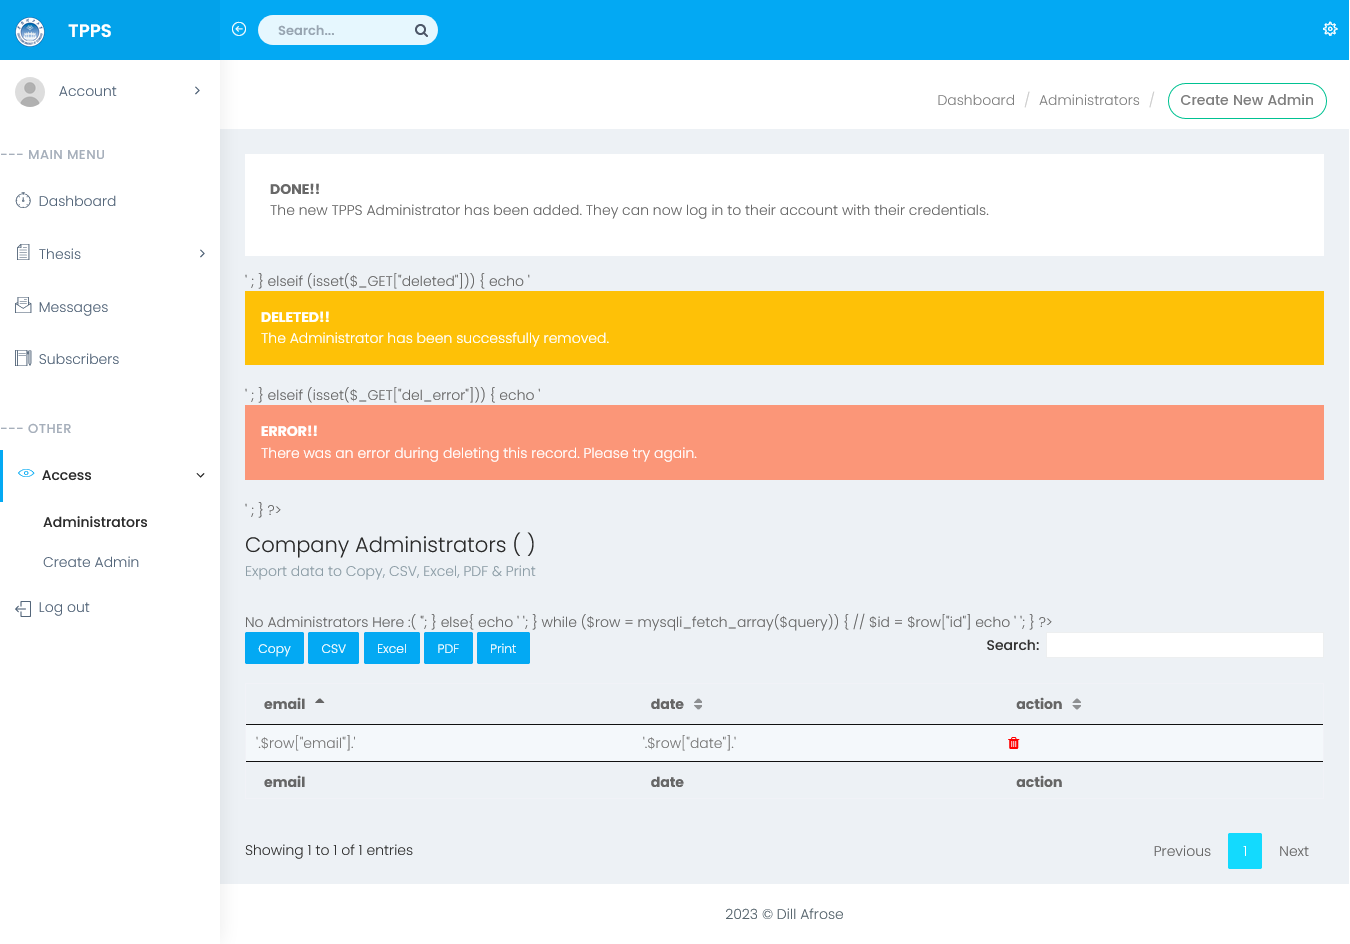 TPPS
Search...
Account
Dashboard / Administrators / Create New Admin
--- MAIN MENU
Dashboard
Thesis
Messages
Subscribers
--- OTHER
Access
Administrators
Create Admin
Log out
DONE!!
The new TPPS Administrator has been added. They can now log in to their account with their credentials.
' ; } elseif (isset($_GET["deleted"])) { echo '
DELETED!!
The Administrator has been successfully removed.
' ; } elseif (isset($_GET["del_error"])) { echo '
ERROR!!
There was an error during deleting this record. Please try again.
' ; } ?>
Company Administrators ( )
Export data to Copy, CSV, Excel, PDF & Print
No Administrators Here :( "; } else{ echo ' '; } while ($row = mysqli_fetch_array($query)) { // $id = $row["id"] echo ' '; } ?>
Copy CSV Excel PDF Print Search:
email date action
'.$row["email"].' '.$row["date"].'
email date action
Showing 1 to 1 of 1 entries Previous 1 Next
2023 © Dill Afrose